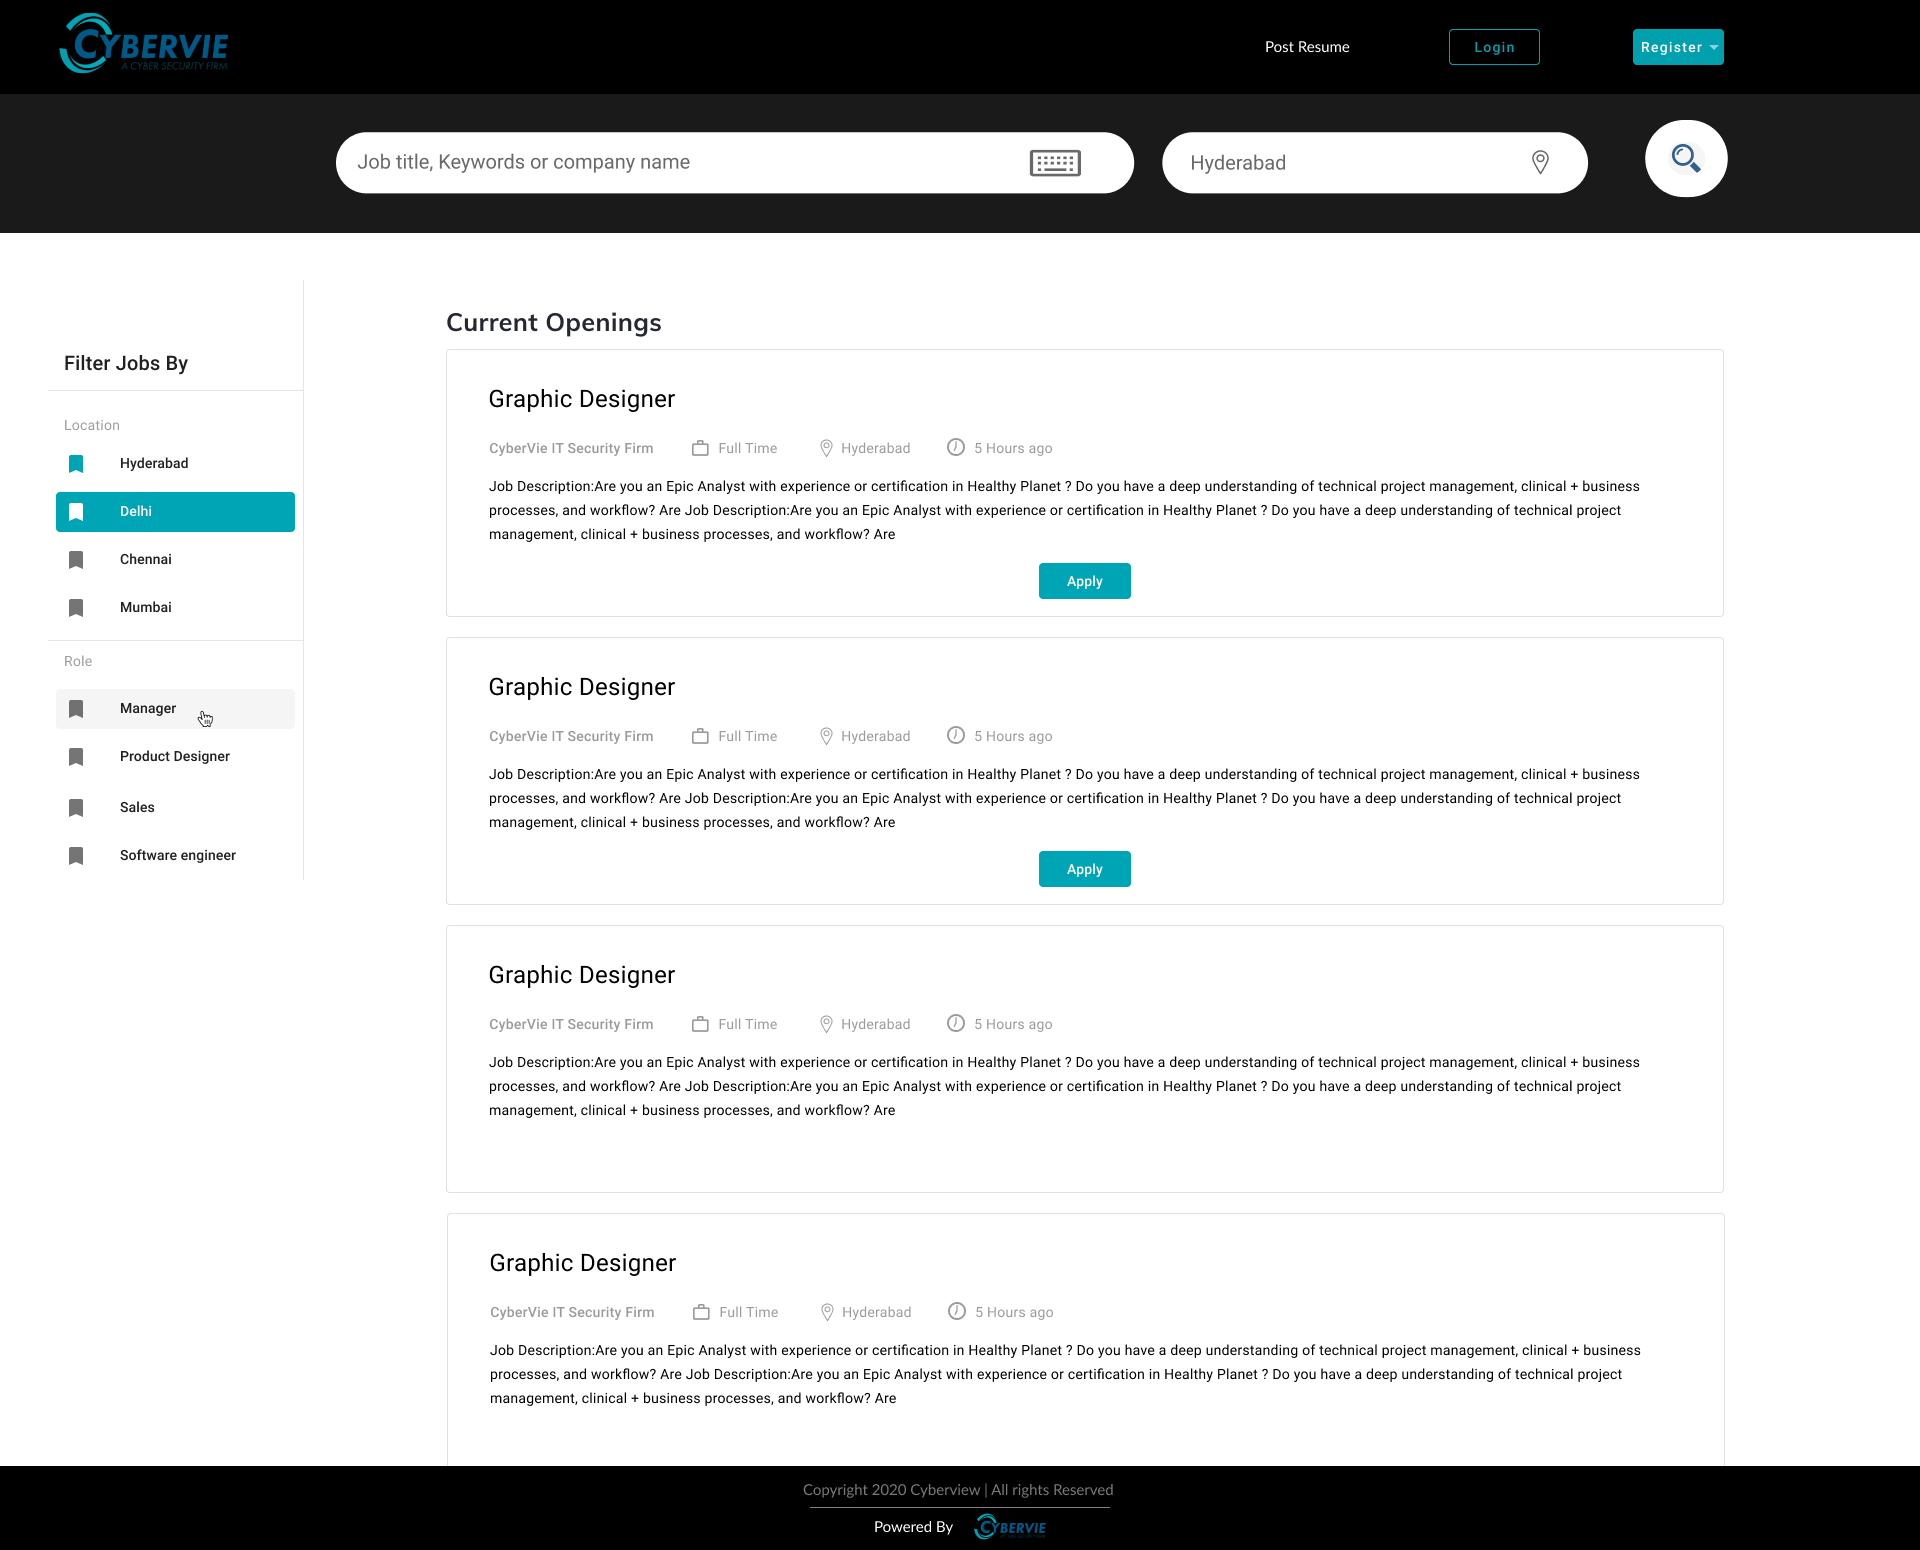 CYBERVIE
A CYBER SECURITY FIRM
Post Resume
Login
Register
Job title, Keywords or company name
Hyderabad
Filter Jobs By
Location
Hyderabad
Delhi
Chennai
Mumbai
Role
Manager
Product Designer
Sales
Software engineer
Current Openings
Graphic Designer
CyberVie IT Security Firm Full Time Hyderabad 5 Hours ago
Job Description:Are you an Epic Analyst with experience or certification in Healthy Planet ? Do you have a deep understanding of technical project management, clinical + business
processes, and workflow? Are Job Description:Are you an Epic Analyst with experience or certification in Healthy Planet ? Do you have a deep understanding of technical project
management, clinical + business processes, and workflow? Are
Apply
Graphic Designer
CyberVie IT Security Firm Full Time Hyderabad 5 Hours ago
Job Description:Are you an Epic Analyst with experience or certification in Healthy Planet ? Do you have a deep understanding of technical project management, clinical + business
processes, and workflow? Are Job Description:Are you an Epic Analyst with experience or certification in Healthy Planet ? Do you have a deep understanding of technical project
management, clinical + business processes, and workflow? Are
Apply
Graphic Designer
CyberVie IT Security Firm Full Time Hyderabad 5 Hours ago
Job Description:Are you an Epic Analyst with experience or certification in Healthy Planet ? Do you have a deep understanding of technical project management, clinical + business
processes, and workflow? Are Job Description:Are you an Epic Analyst with experience or certification in Healthy Planet ? Do you have a deep understanding of technical project
management, clinical + business processes, and workflow? Are
Graphic Designer
CyberVie IT Security Firm Full Time Hyderabad 5 Hours ago
Job Description:Are you an Epic Analyst with experience or certification in Healthy Planet ? Do you have a deep understanding of technical project management, clinical + business
processes, and workflow? Are Job Description:Are you an Epic Analyst with experience or certification in Healthy Planet ? Do you have a deep understanding of technical project
management, clinical + business processes, and workflow? Are
Copyright 2020 Cyberview | All rights Reserved
Powered By CYBERVIE